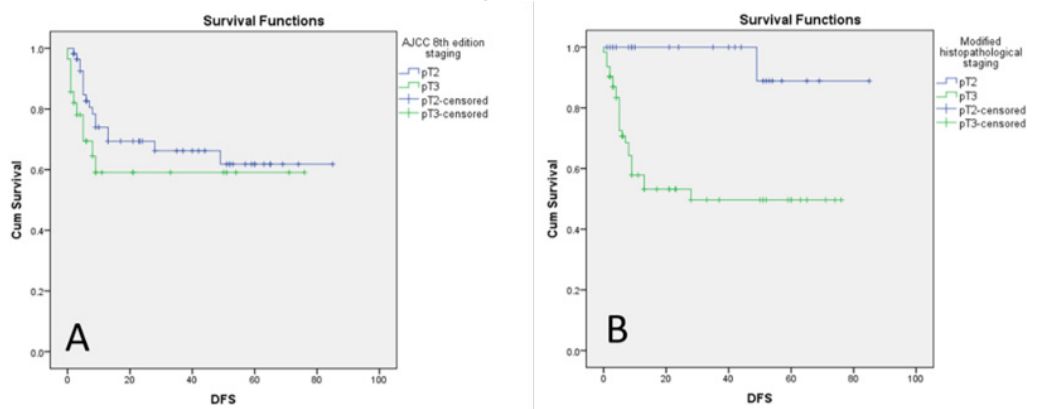 Survival Functions
AJCC 8th edition
staging
pT2
pT3
pT2-censored
pT3-censored
Cum Survival
1.0
0.8
0.6
0.4
0.2
0.0
A
0
20
40
60
80
100
DFS
Survival Functions
Modified
histopathological
staging
pT2
pT3
pT2-censored
pT3-censored
Cum Survival
1.0
0.8
0.6
0.4
0.2
0.0
B
0
20
40
60
80
100
DFS